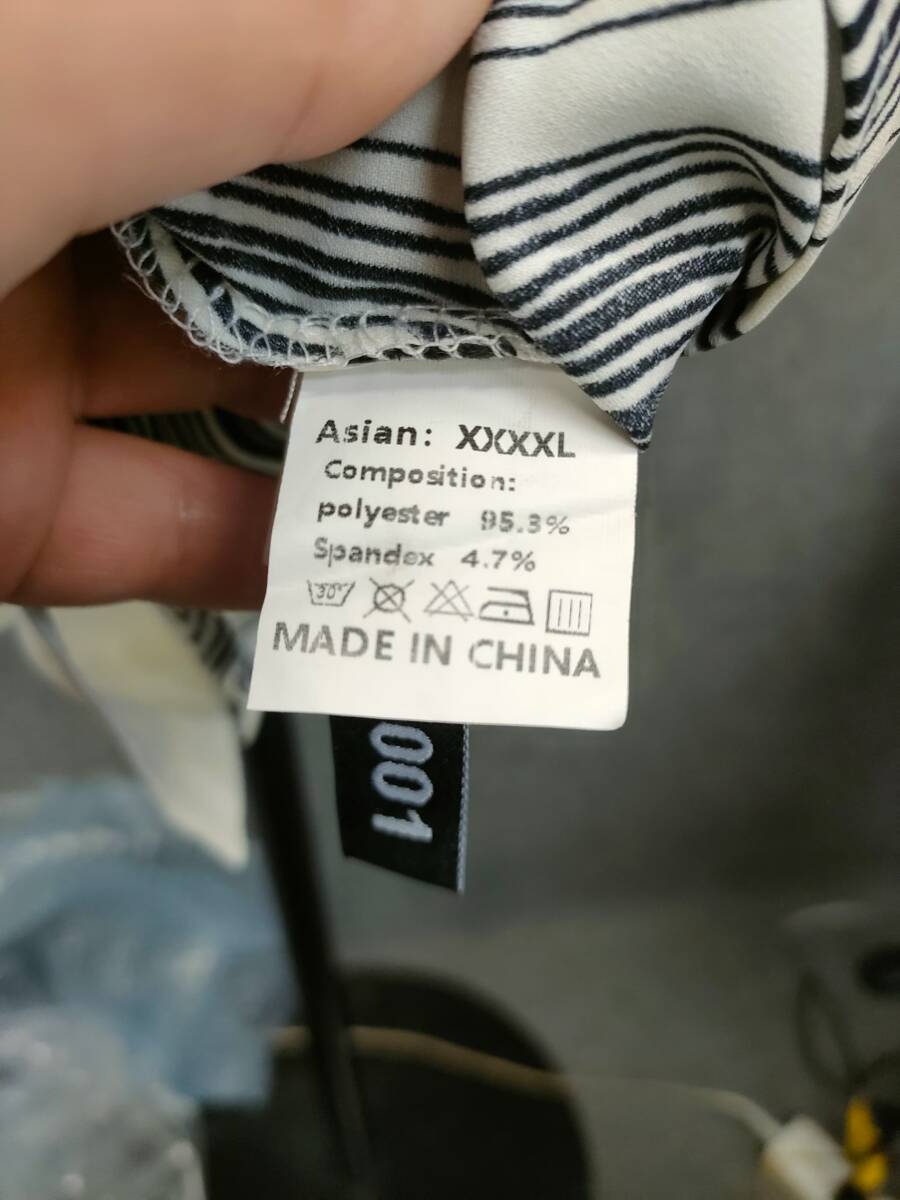 Asian: XXXXL
Composition:
polyester 95.3%
Spandex 4.7%
30°
MADE IN CHINA
001